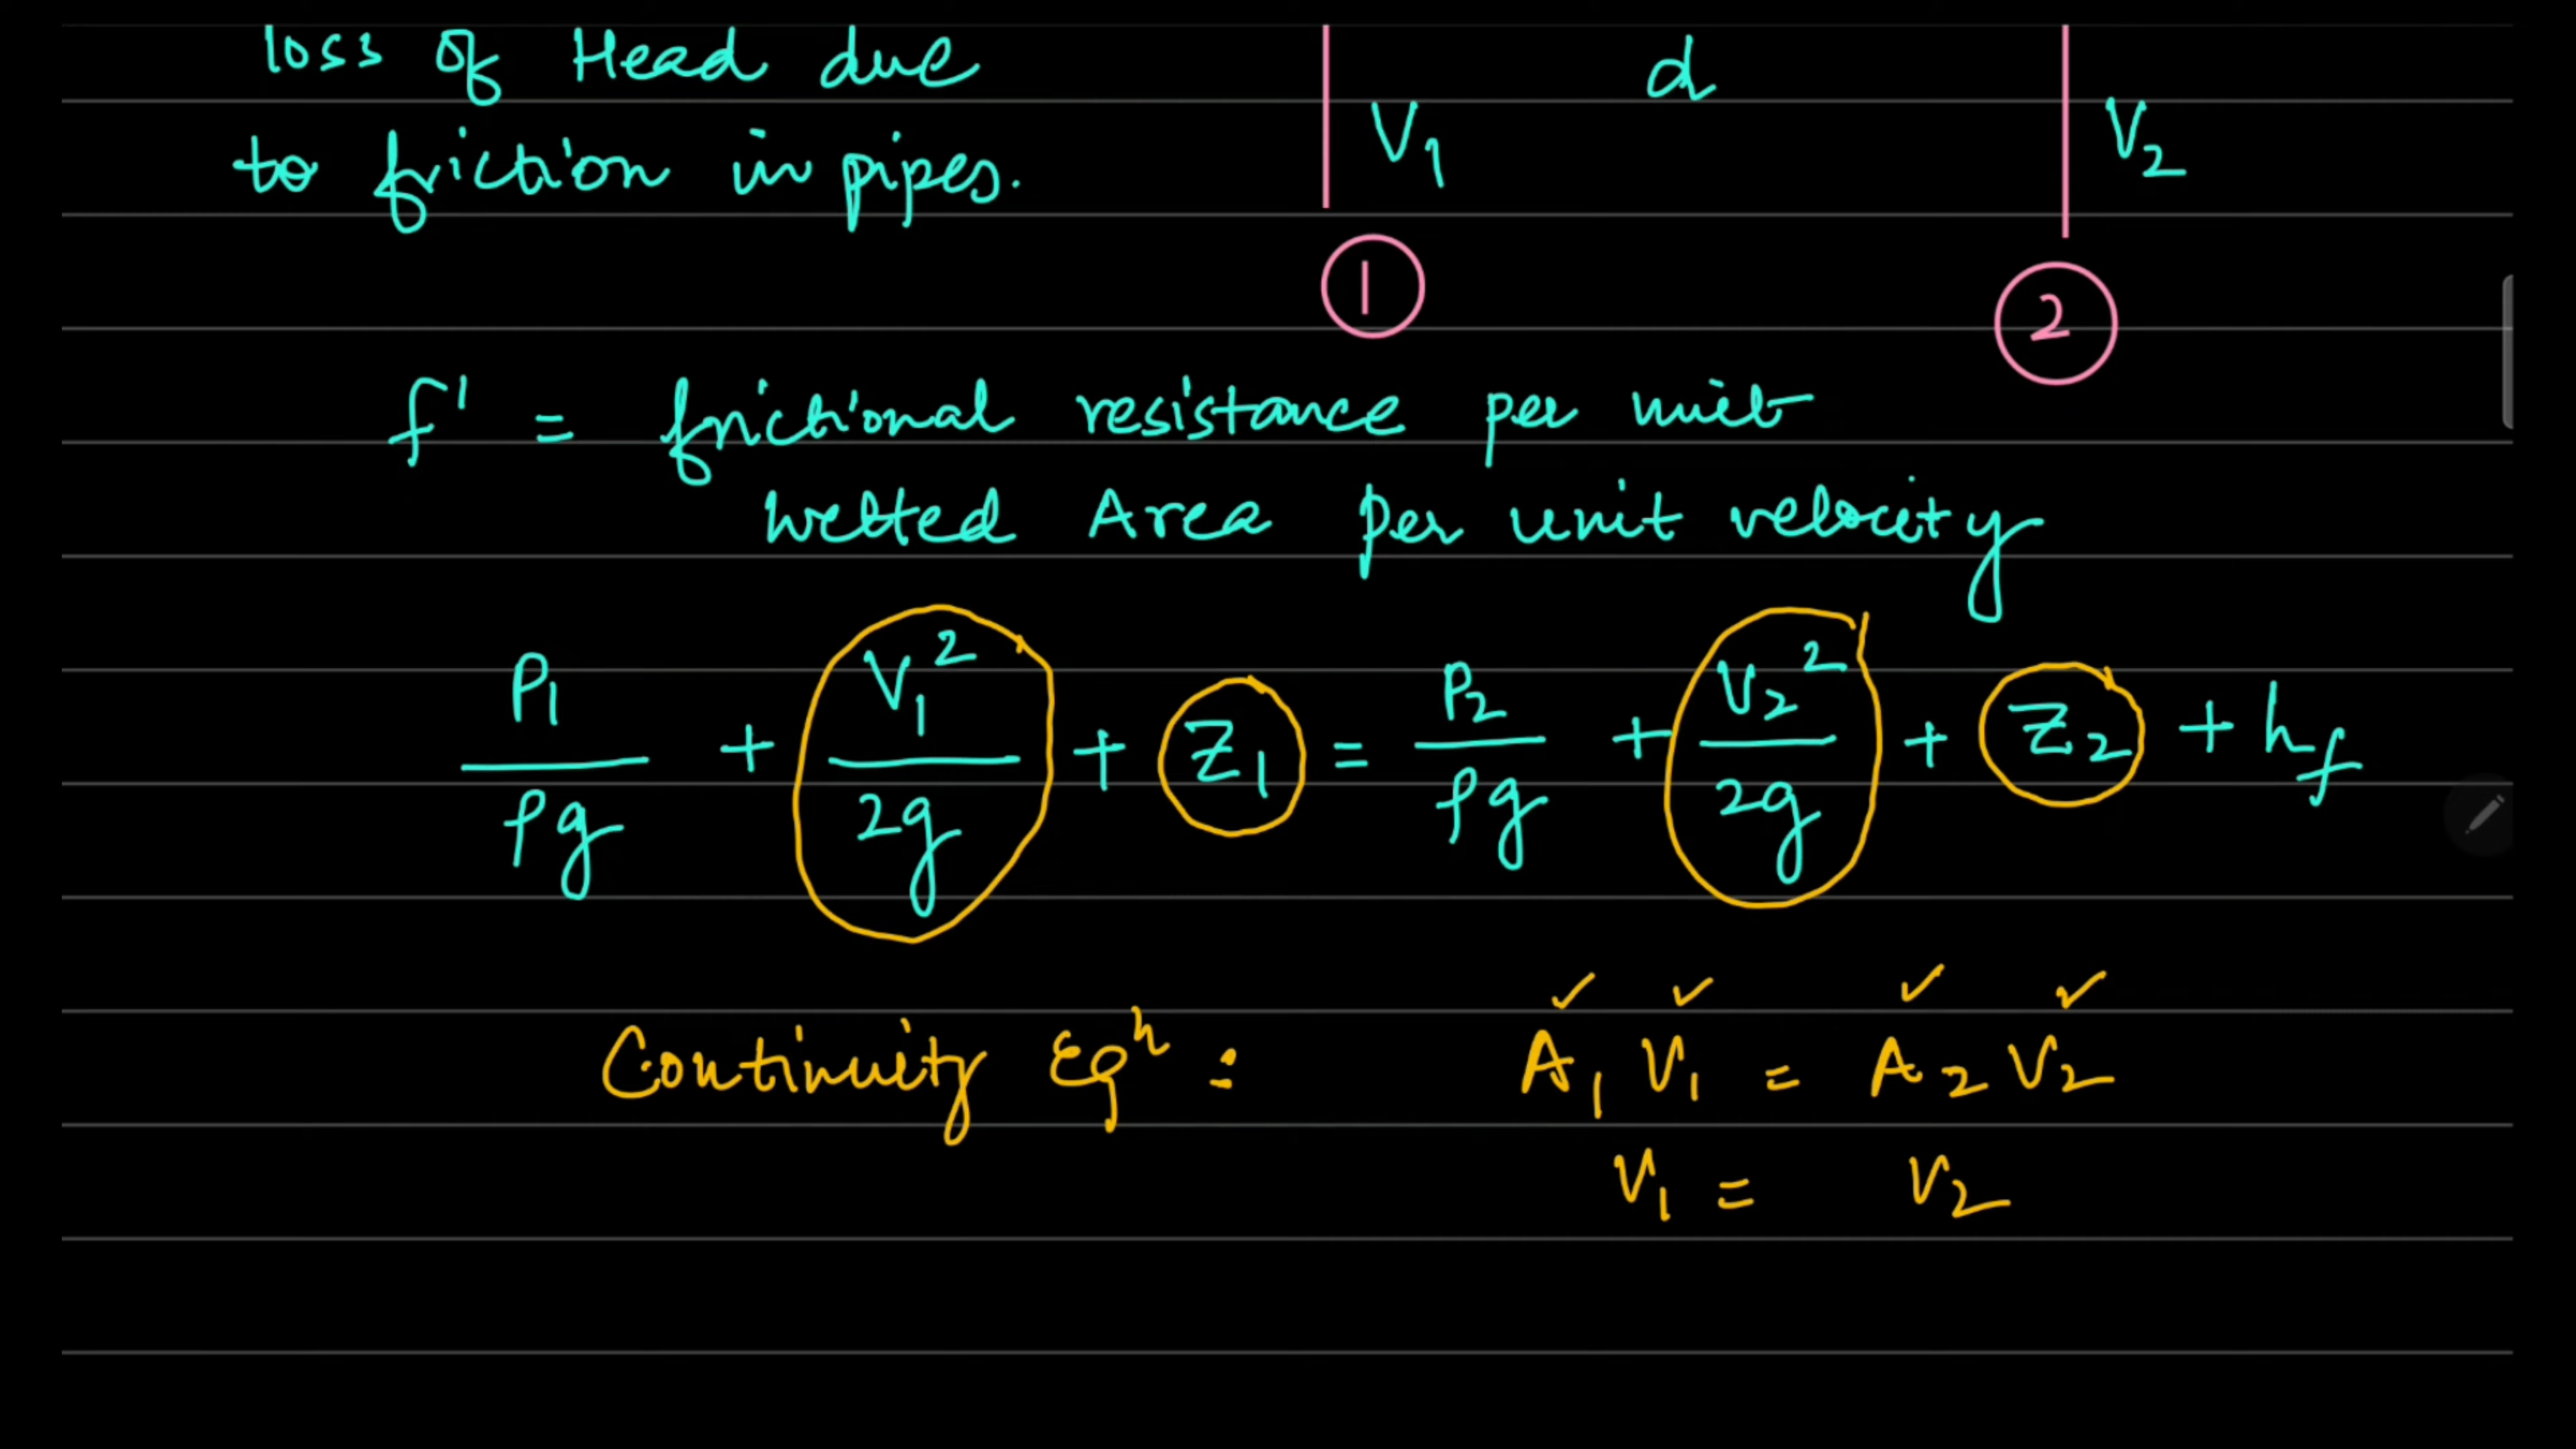 loss of Head due
to friction in pipes.
d
V₁ V₂
1 2
f' = frictional resistance per unit
wetted Area per unit velocity
P₁/ρg + V₁²/2g + Z₁ = P₂/ρg + V₂²/2g + Z₂ + h_f
✓ ✓ ✓ ✓
Continuity Eqⁿ : A₁ V₁ = A₂ V₂
V₁ = V₂